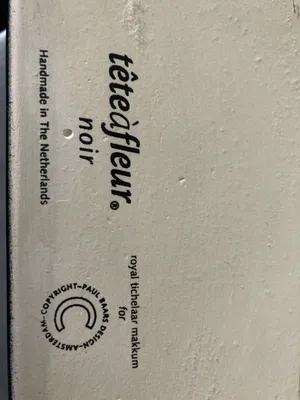 têteàfleur®
noir
Handmade in The Netherlands
royal tichelaar makkum
for
COPYRIGHT-PAUL BAARS DESIGN-AMSTERDAM-
C